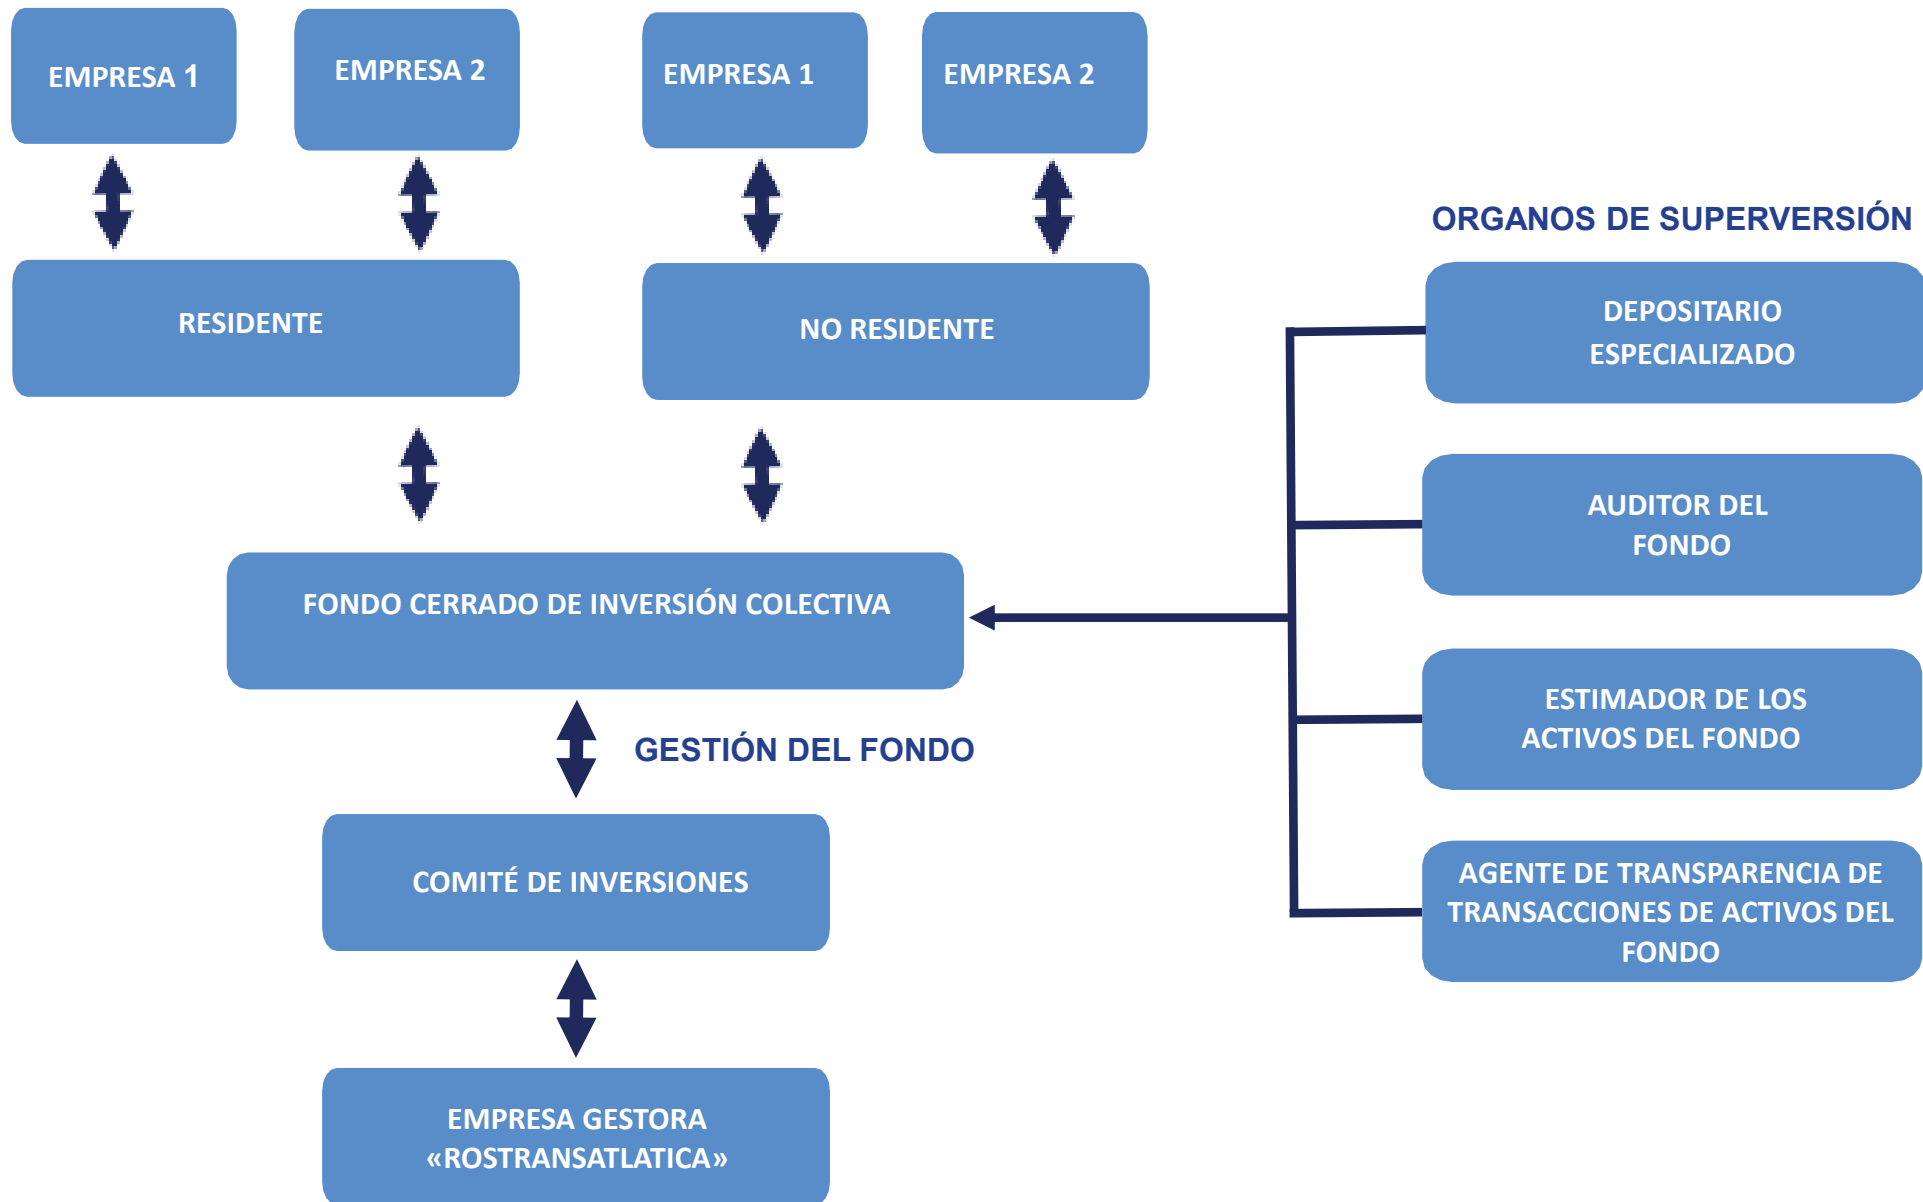 EMPRESA 1
EMPRESA 2
EMPRESA 1
EMPRESA 2
RESIDENTE
NO RESIDENTE
ORGANOS DE SUPERVERSIÓN
DEPOSITARIO
ESPECIALIZADO
AUDITOR DEL
FONDO
ESTIMADOR DE LOS
ACTIVOS DEL FONDO
AGENTE DE TRANSPARENCIA DE
TRANSACCIONES DE ACTIVOS DEL
FONDO
FONDO CERRADO DE INVERSIÓN COLECTIVA
GESTIÓN DEL FONDO
COMITÉ DE INVERSIONES
EMPRESA GESTORA
«ROSTRANSATLATICA»